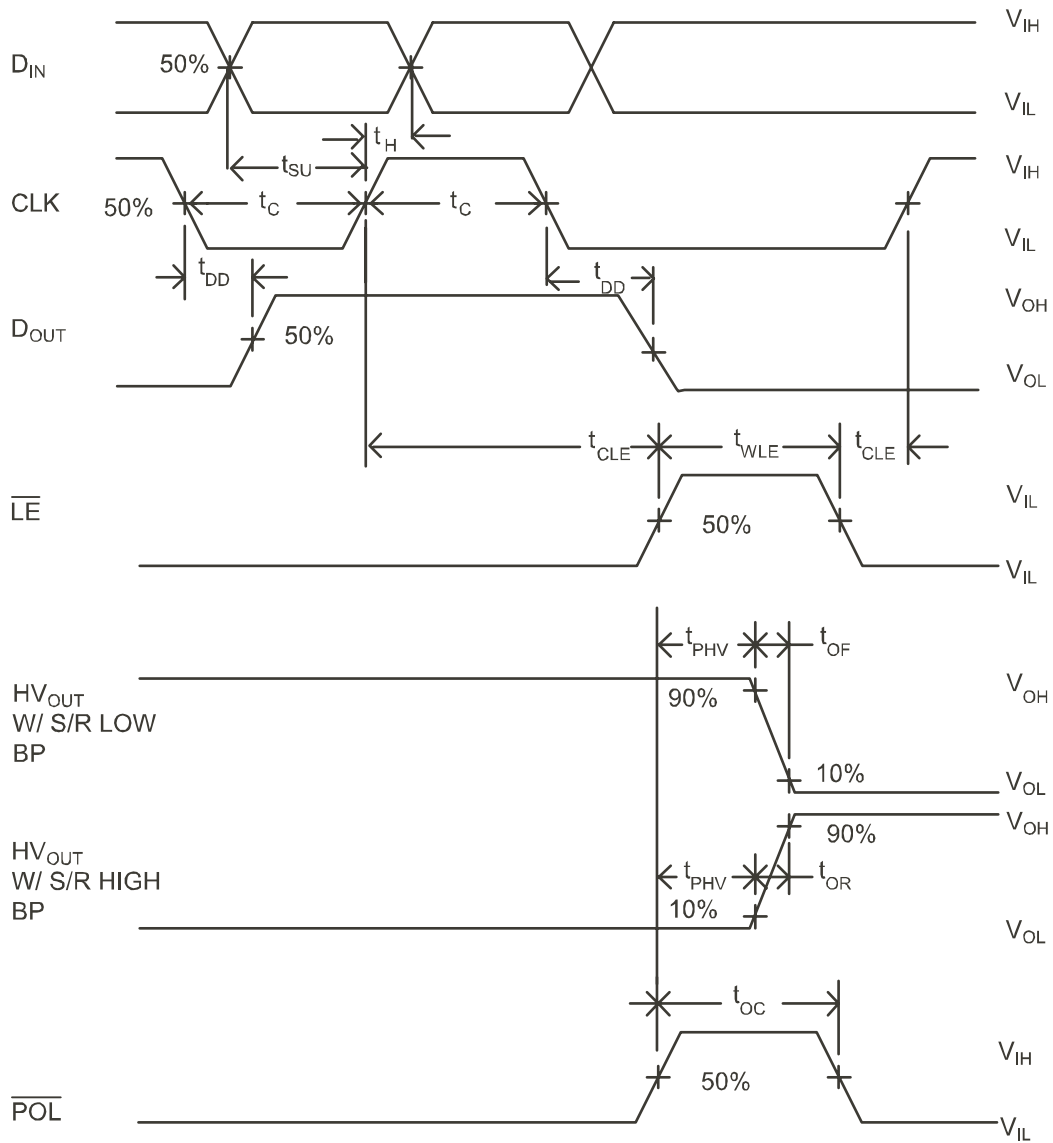 V_IH
D_IN
50%
V_IL
t_H
t_SU
V_IH
CLK
50%
t_C
t_C
V_IL
t_DD
t_DD
V_OH
D_OUT
50%
V_OL
t_CLE
t_WLE
t_CLE
V_IL
L̅E̅
50%
V_IL
t_PHV
t_OF
HV_OUT
W/ S/R LOW
BP
90%
V_OH
10%
V_OL
V_OH
90%
HV_OUT
W/ S/R HIGH
BP
t_PHV
t_OR
10%
V_OL
t_OC
V_IH
50%
P̅O̅L̅
V_IL